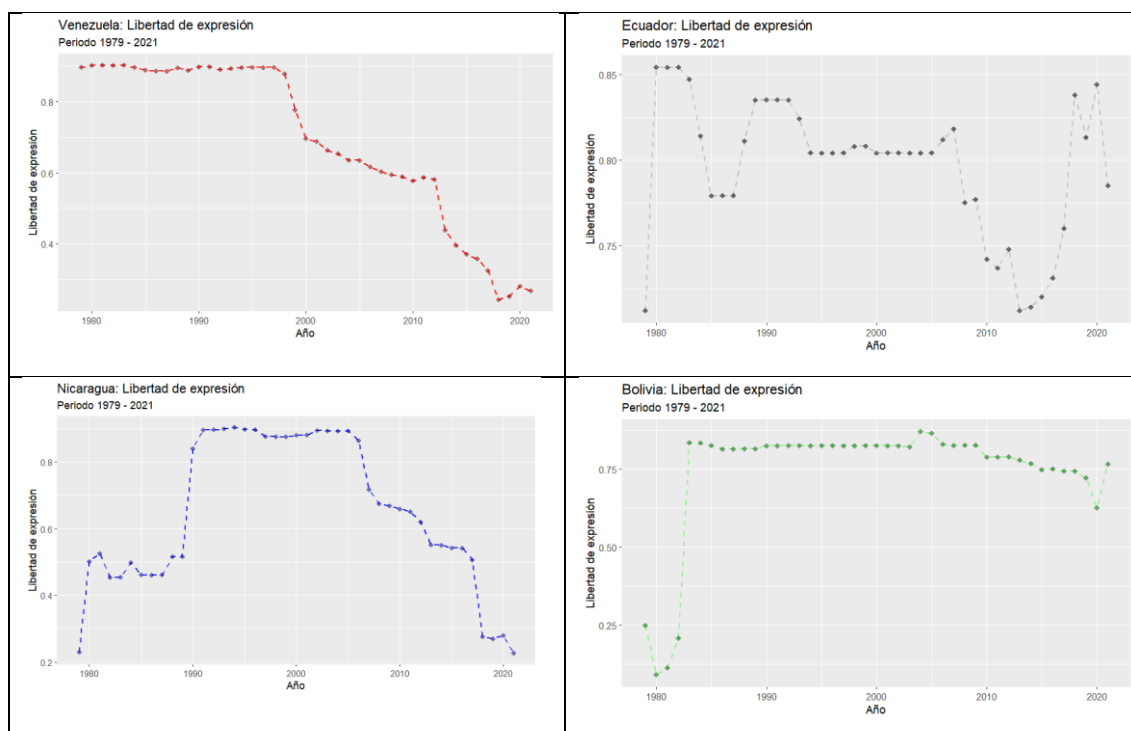 Venezuela: Libertad de expresión
Periodo 1979 - 2021
Libertad de expresión
0.8
0.6
0.4
1980
1990
2000
2010
2020
Año
Ecuador: Libertad de expresión
Periodo 1979 - 2021
Libertad de expresión
0.85
0.80
0.75
1980
1990
2000
2010
2020
Año
Nicaragua: Libertad de expresión
Periodo 1979 - 2021
Libertad de expresión
0.8
0.6
0.4
0.2
1980
1990
2000
2010
2020
Año
Bolivia: Libertad de expresión
Periodo 1979 - 2021
Libertad de expresión
0.75
0.50
0.25
1980
1990
2000
2010
2020
Año